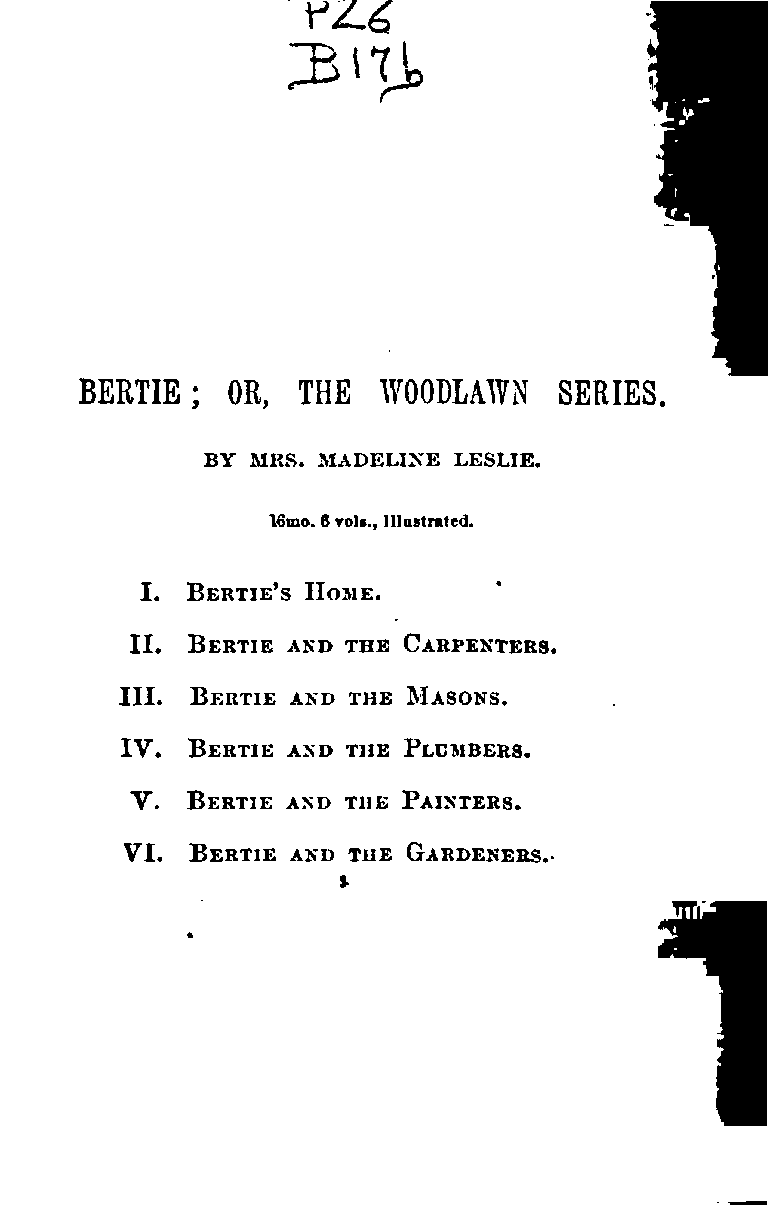 P26
B17b
BERTIE; OR, THE WOODLAWN SERIES.
BY MRS. MADELINE LESLIE.
16mo. 6 vols., Illustrated.
I. BERTIE'S HOME.
II. BERTIE AND THE CARPENTERS.
III. BERTIE AND THE MASONS.
IV. BERTIE AND THE PLUMBERS.
V. BERTIE AND THE PAINTERS.
VI. BERTIE AND THE GARDENERS.